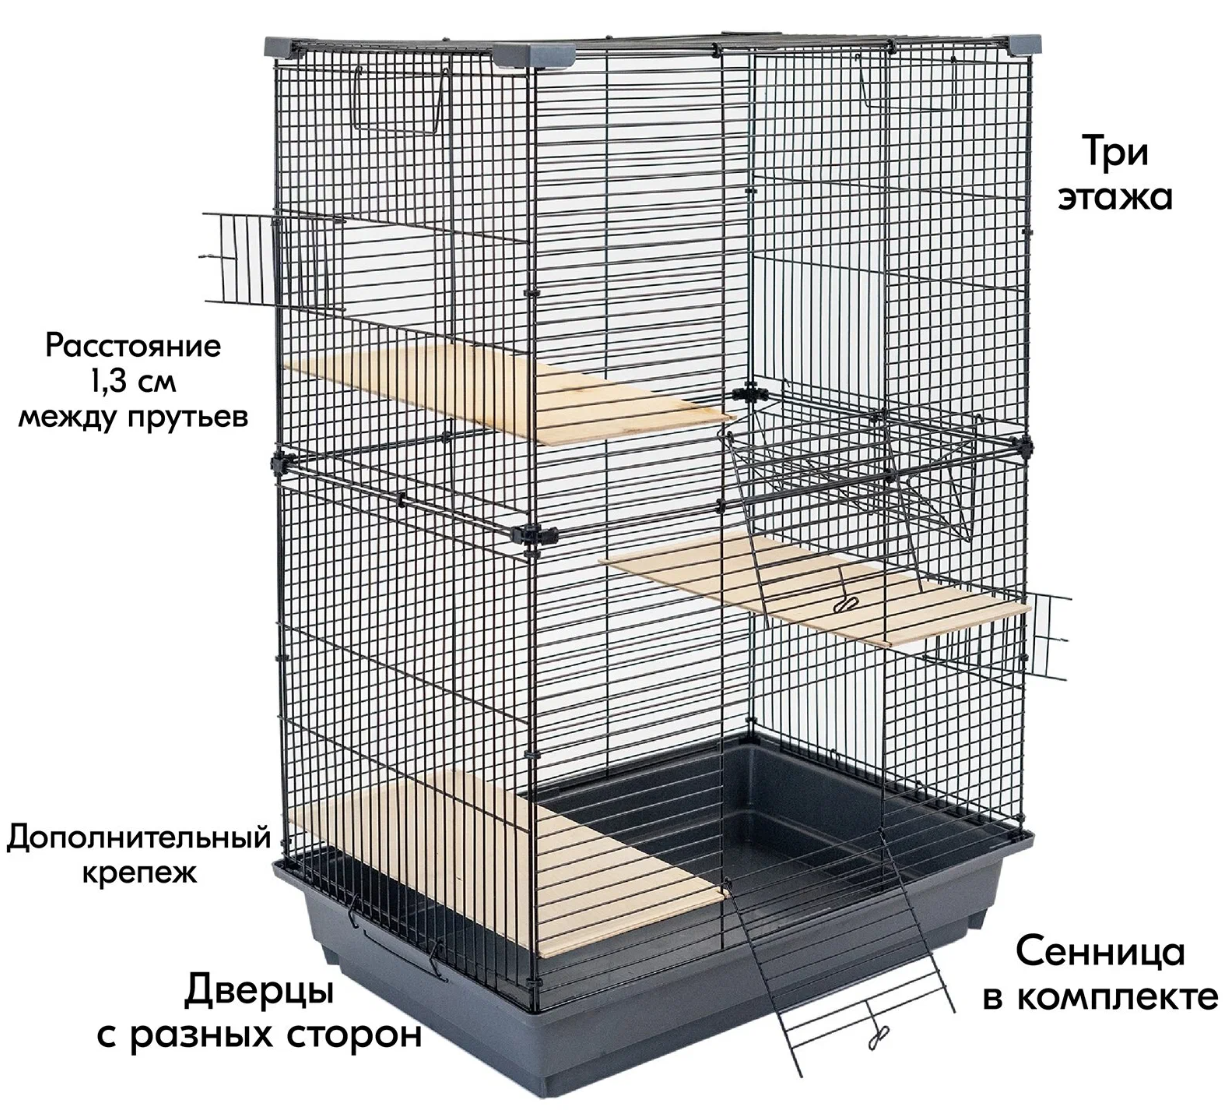 Три
этажа
Расстояние
1,3 см
между прутьев
Дополнительный
крепеж
Дверцы
с разных сторон
Сенница
в комплекте